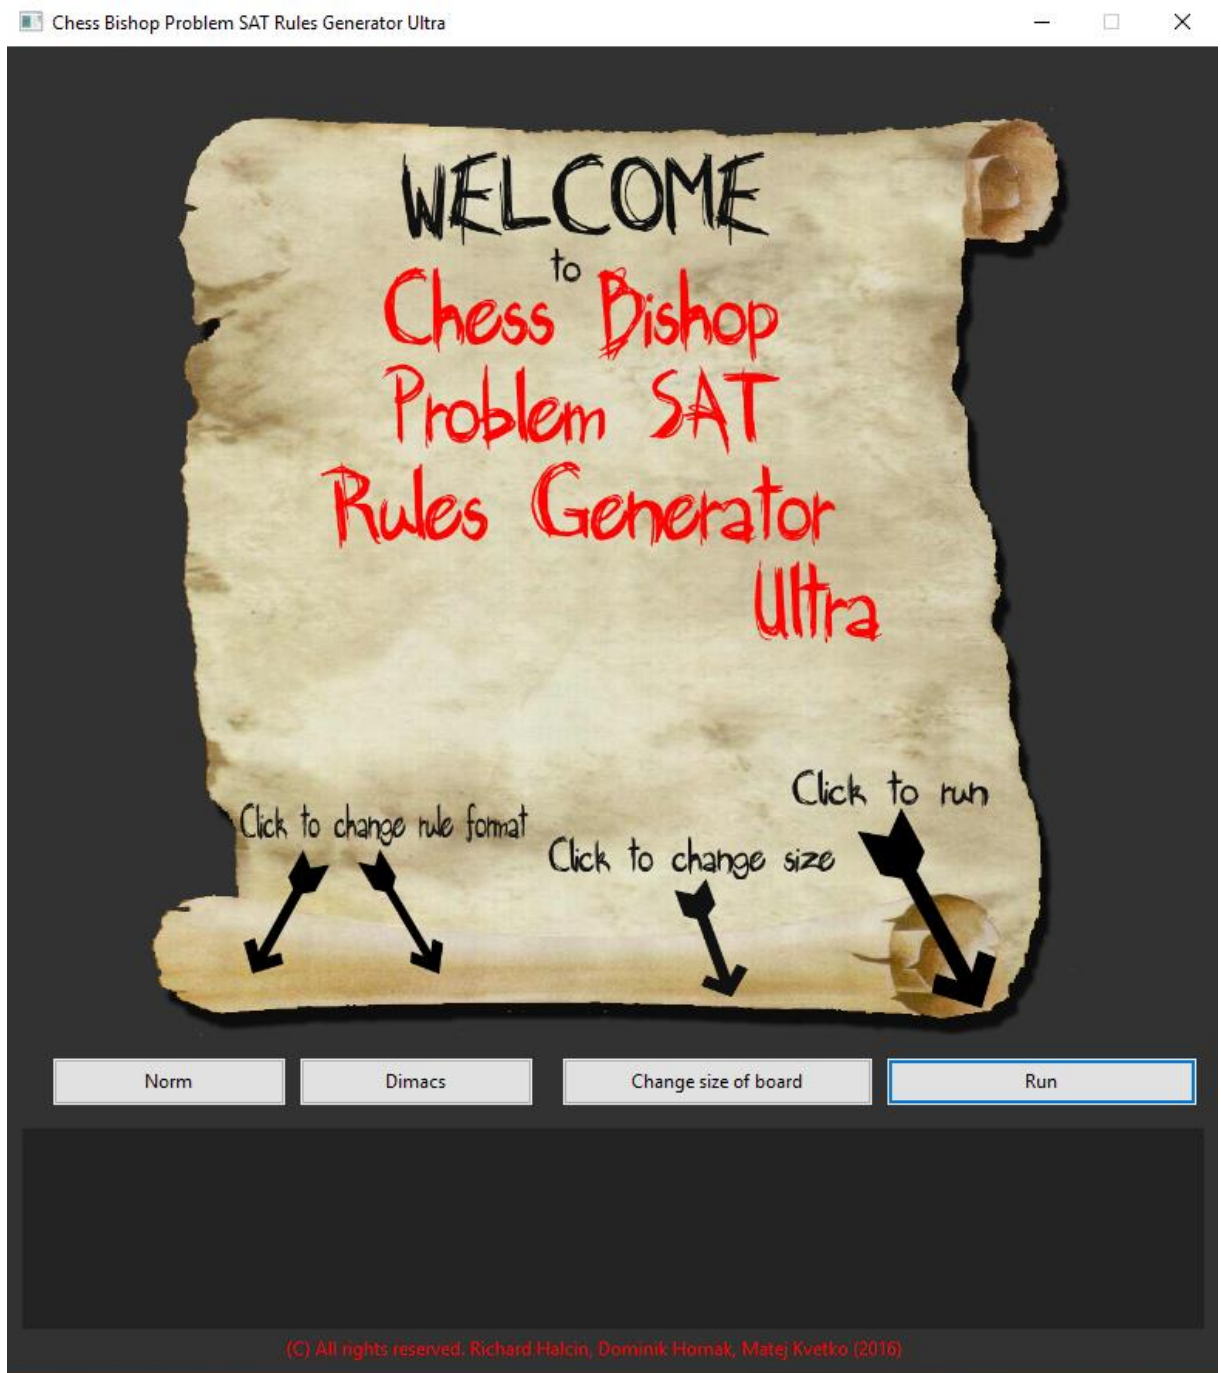 Chess Bishop Problem SAT Rules Generator Ultra
WELCOME
to
Chess Bishop
Problem SAT
Rules Generator
Ultra
Click to run
Click to change rule format
Click to change size
Norm
Dimacs
Change size of board
Run
(C) All rights reserved. Richard Halcin, Dominik Homak, Matej Kvetko (2016)